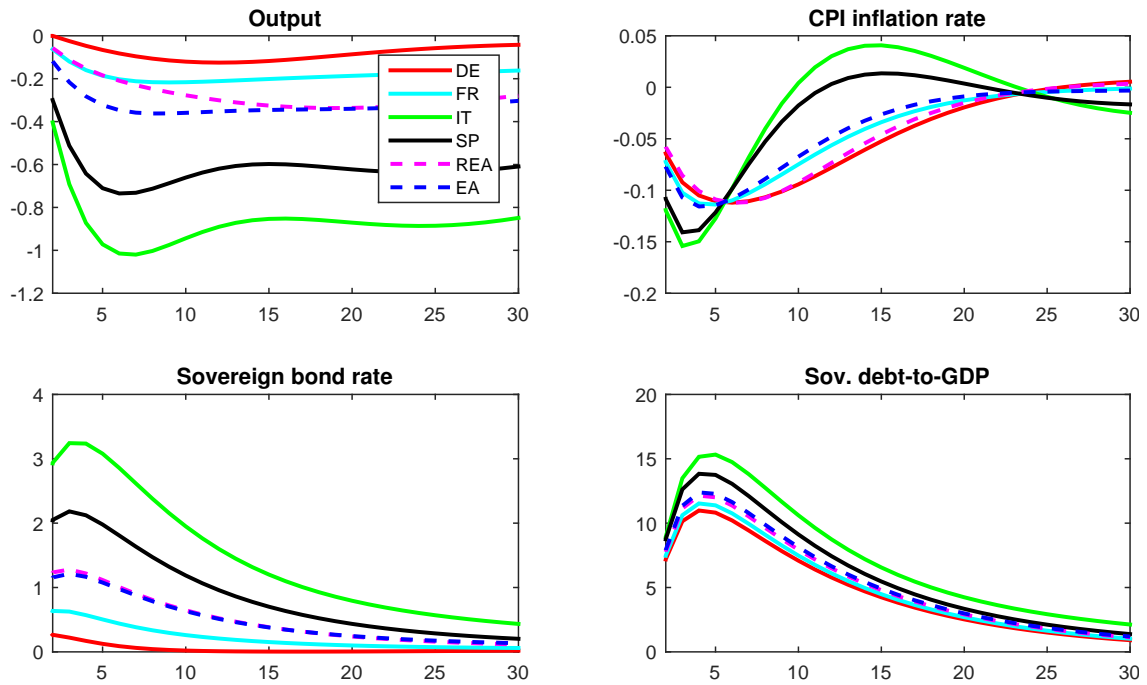 Output
0
-0.2
-0.4
-0.6
-0.8
-1
-1.2
5 10 15 20 25 30
DE
FR
IT
SP
REA
EA
CPI inflation rate
0.05
0
-0.05
-0.1
-0.15
-0.2
5 10 15 20 25 30
Sovereign bond rate
4
3
2
1
0
5 10 15 20 25 30
Sov. debt-to-GDP
20
15
10
5
0
5 10 15 20 25 30